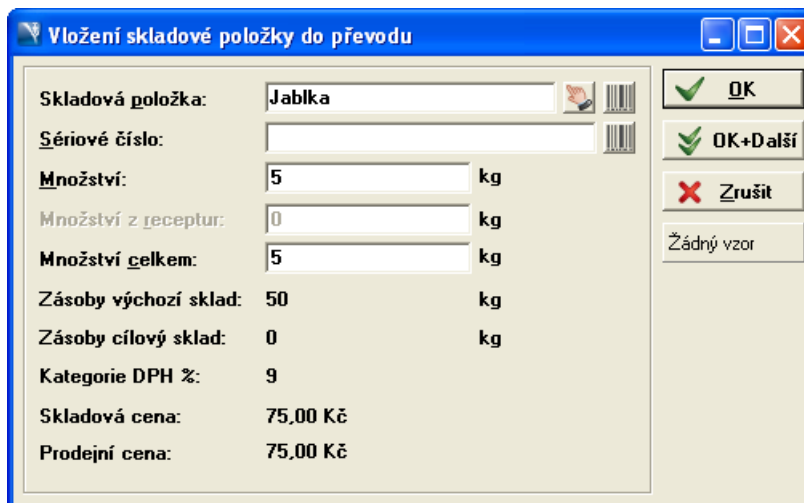 Vložení skladové položky do převodu
Skladová položka: Jablka
Sériové číslo:
Množství: 5 kg
Množství z receptur: 0 kg
Množství celkem: 5 kg
Zásoby výchozí sklad: 50 kg
Zásoby cílový sklad: 0 kg
Kategorie DPH %: 9
Skladová cena: 75,00 Kč
Prodejní cena: 75,00 Kč
OK
OK+Další
Zrušit
Žádný vzor